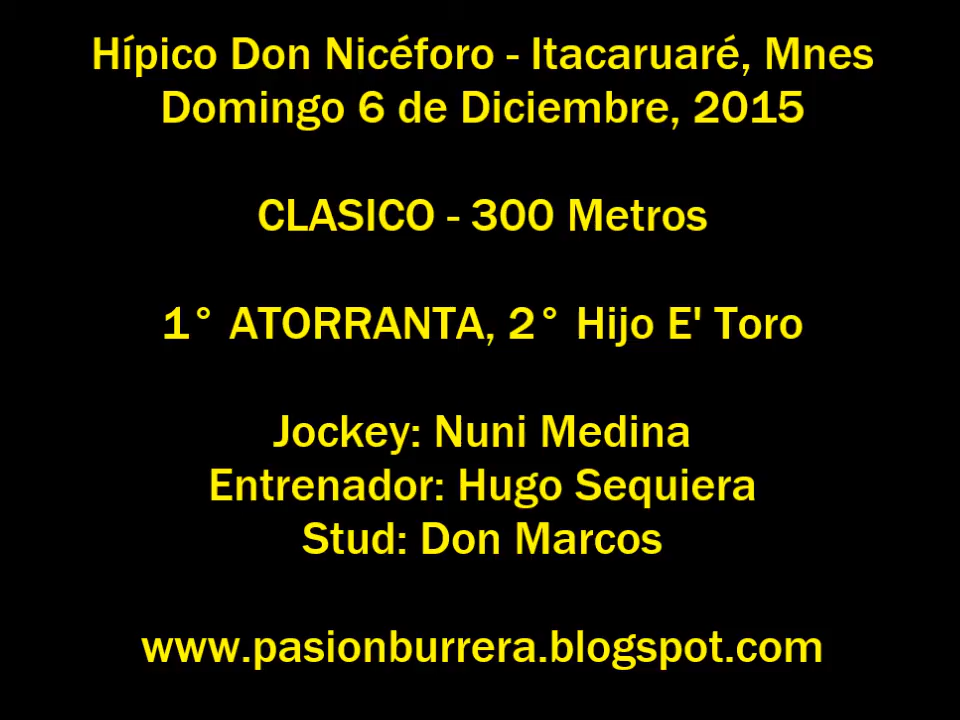 Hípico Don Nicéforo - Itacaruaré, Mnes
Domingo 6 de Diciembre, 2015
CLASICO - 300 Metros
1° ATORRANTA, 2° Hijo E' Toro
Jockey: Nuni Medina
Entrenador: Hugo Sequiera
Stud: Don Marcos
www.pasionburrera.blogspot.com